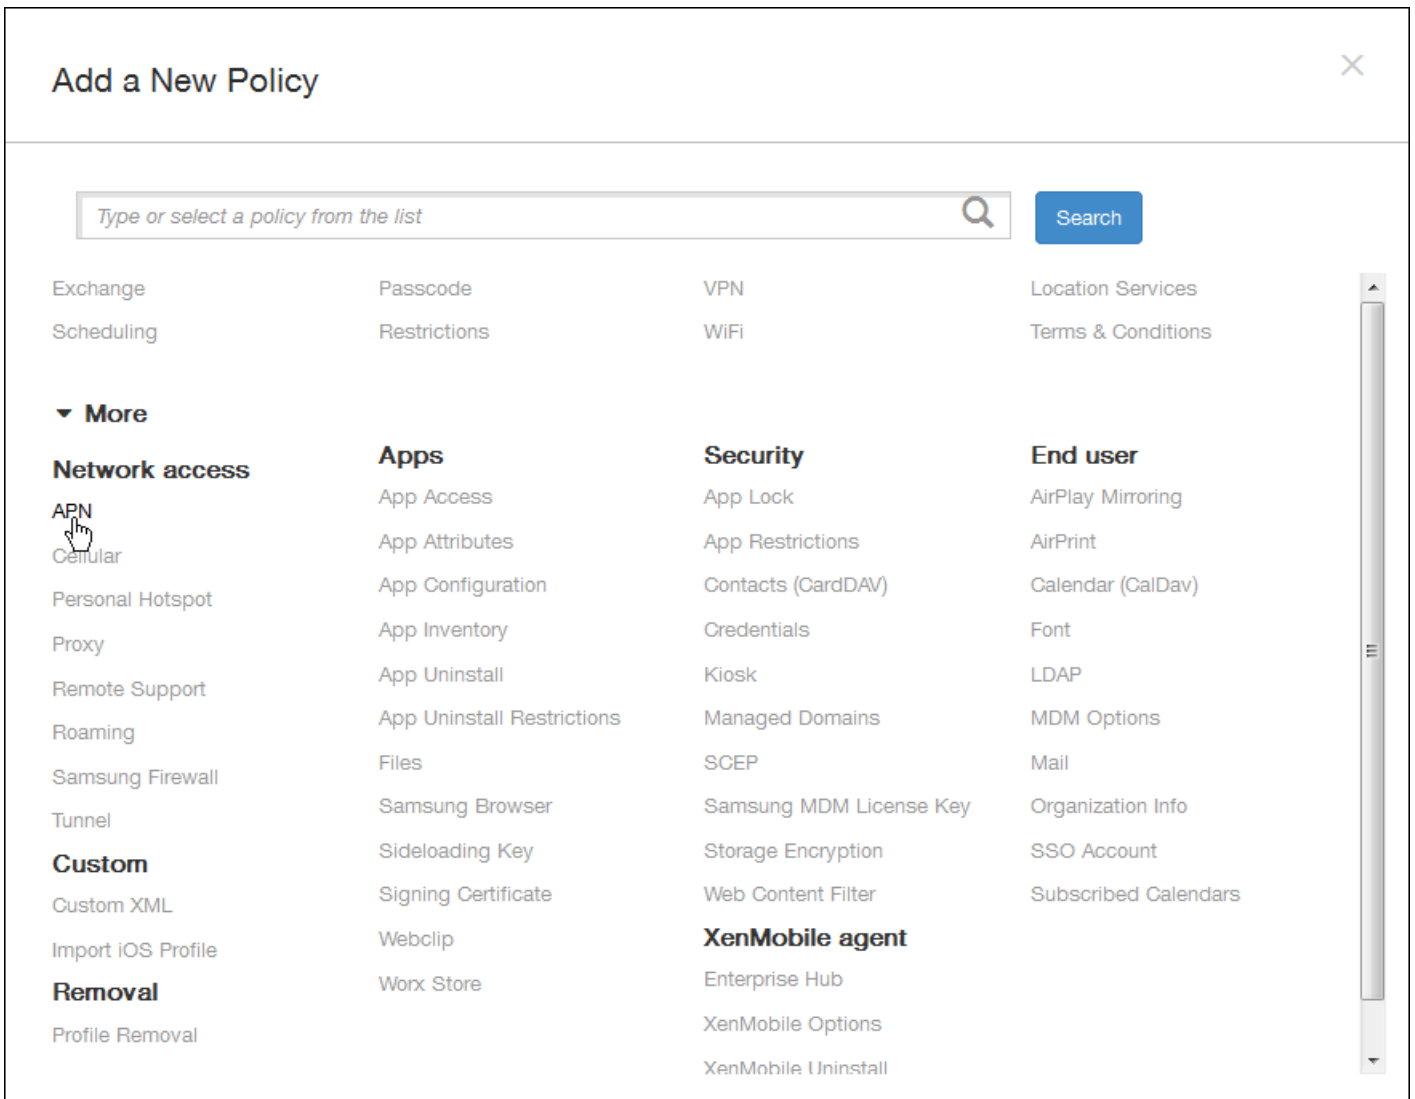 Add a New Policy
Type or select a policy from the list
Search
Exchange
Passcode
VPN
Location Services
Scheduling
Restrictions
WiFi
Terms & Conditions
More
Network access
APN
Cellular
Personal Hotspot
Proxy
Remote Support
Roaming
Samsung Firewall
Tunnel
Custom
Custom XML
Import iOS Profile
Removal
Profile Removal
Apps
App Access
App Attributes
App Configuration
App Inventory
App Uninstall
App Uninstall Restrictions
Files
Samsung Browser
Sideloading Key
Signing Certificate
Webclip
Worx Store
Security
App Lock
App Restrictions
Contacts (CardDAV)
Credentials
Kiosk
Managed Domains
SCEP
Samsung MDM License Key
Storage Encryption
Web Content Filter
XenMobile agent
Enterprise Hub
XenMobile Options
XenMobile Uninstall
End user
AirPlay Mirroring
AirPrint
Calendar (CalDav)
Font
LDAP
MDM Options
Mail
Organization Info
SSO Account
Subscribed Calendars